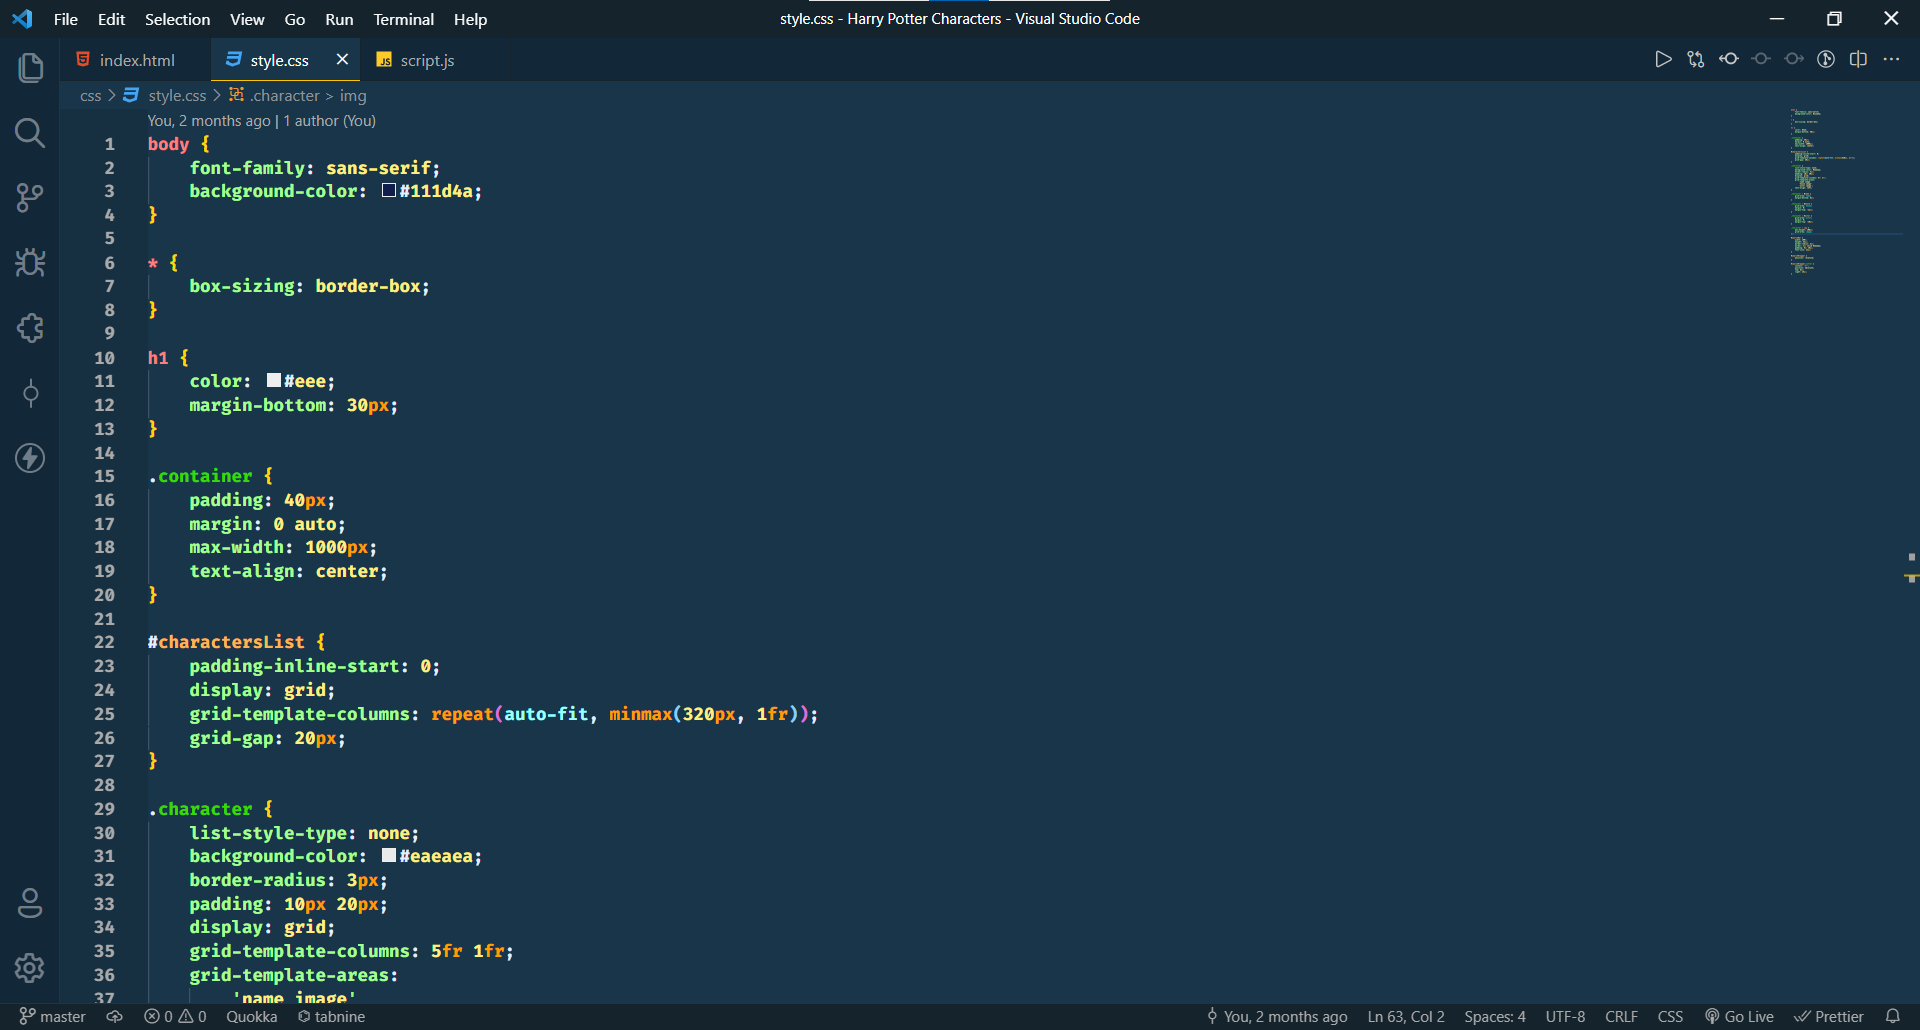 File Edit Selection View Go Run Terminal Help
style.css - Harry Potter Characters - Visual Studio Code
index.html
style.css
JS script.js
css > style.css > .character > img
You, 2 months ago | 1 author (You)
1 body {
2 font-family: sans-serif;
3 background-color: #111d4a;
4 }
5
6 * {
7 box-sizing: border-box;
8 }
9
10 h1 {
11 color: #eee;
12 margin-bottom: 30px;
13 }
14
15 .container {
16 padding: 40px;
17 margin: 0 auto;
18 max-width: 1000px;
19 text-align: center;
20 }
21
22 #charactersList {
23 padding-inline-start: 0;
24 display: grid;
25 grid-template-columns: repeat(auto-fit, minmax(320px, 1fr));
26 grid-gap: 20px;
27 }
28
29 .character {
30 list-style-type: none;
31 background-color: #eaeaea;
32 border-radius: 3px;
33 padding: 10px 20px;
34 display: grid;
35 grid-template-columns: 5fr 1fr;
36 grid-template-areas:
37 'name image'
master 0 0 Quokka tabnine
You, 2 months ago Ln 63, Col 2 Spaces: 4 UTF-8 CRLF CSS Go Live Prettier